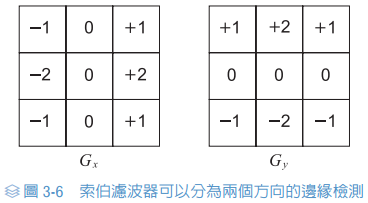 −1 0 +1 +1 +2 +1
−2 0 +2 0 0 0
−1 0 +1 −1 −2 −1
Gx Gy
圖 3-6 索伯濾波器可以分為兩個方向的邊緣檢測